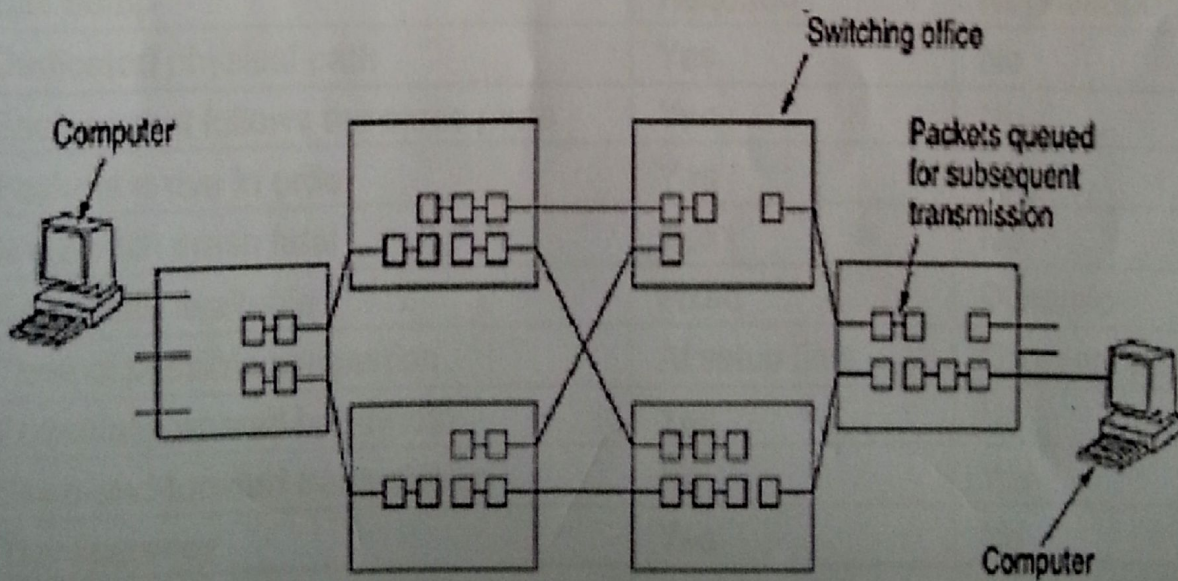 Switching office
Computer
Packets queued
for subsequent
transmission
Computer